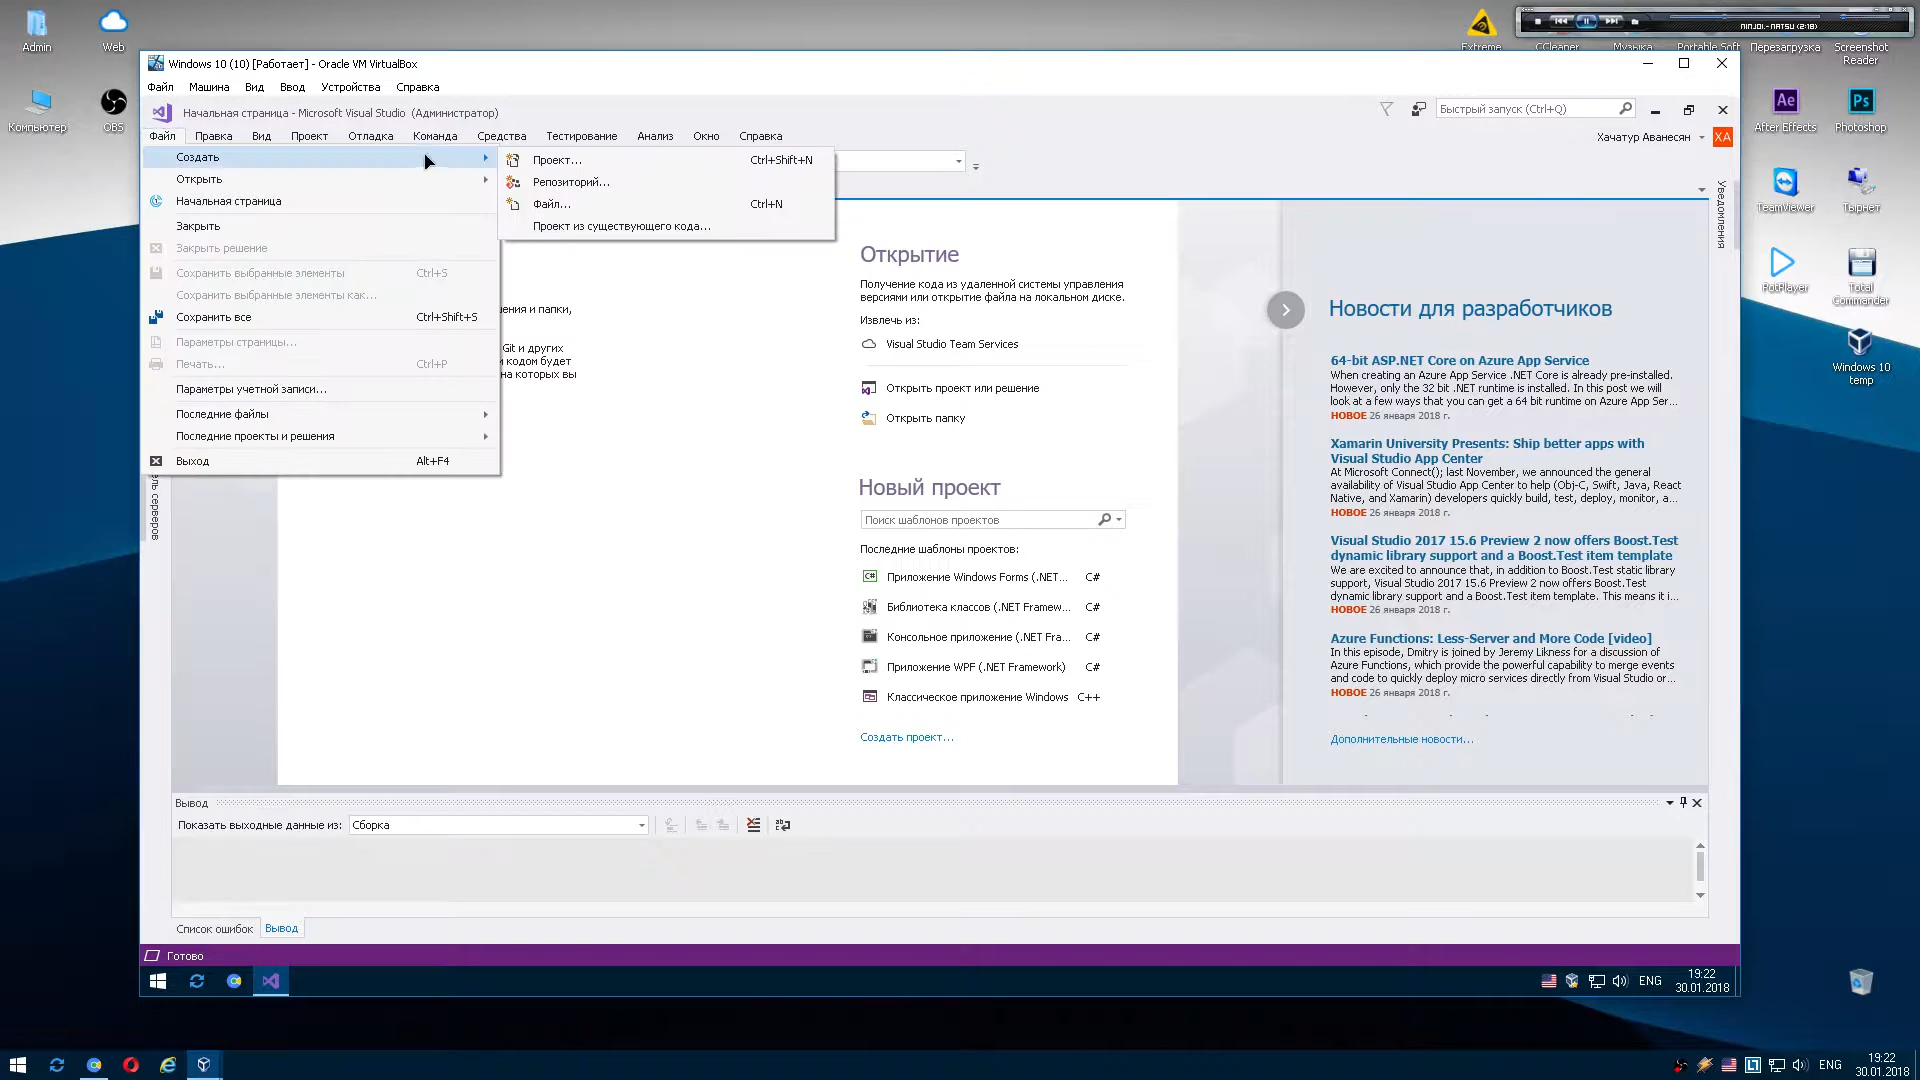 Admin
Web
Компьютер
OBS
Extreme
CCleaner
Музыка
Portable Soft
Перезагрузка
Screenshot
Reader
NINJOI.-NATSU (2:18)
After Effects
Photoshop
TeamViewer
Тырнет
PotPlayer
Total
Commander
Windows 10
temp
Windows 10 (10) [Работает] - Oracle VM VirtualBox
Файл Машина Вид Ввод Устройства Справка
Начальная страница - Microsoft Visual Studio (Администратор)
Быстрый запуск (Ctrl+Q)
Файл Правка Вид Проект Отладка Команда Средства Тестирование Анализ Окно Справка
Хачатур Аванесян
ХА
Создать
Открыть
Начальная страница
Закрыть
Закрыть решение
Сохранить выбранные элементы Ctrl+S
Сохранить выбранные элементы как...
Сохранить все Ctrl+Shift+S
Параметры страницы...
Печать... Ctrl+P
Параметры учетной записи...
Последние файлы
Последние проекты и решения
Выход Alt+F4
Проект... Ctrl+Shift+N
Репозиторий...
Файл... Ctrl+N
Проект из существующего кода...
Уведомления
серверов
и папки,
Git и других
кодом будет
на которых вы
Открытие
Получение кода из удаленной системы управления
версиями или открытие файла на локальном диске.
Извлечь из:
Visual Studio Team Services
Открыть проект или решение
Открыть папку
Новый проект
Поиск шаблонов проектов
Последние шаблоны проектов:
Приложение Windows Forms (.NET... C#
Библиотека классов (.NET Framew... C#
Консольное приложение (.NET Fra... C#
Приложение WPF (.NET Framework) C#
Классическое приложение Windows C++
Создать проект...
Новости для разработчиков
64-bit ASP.NET Core on Azure App Service
When creating an Azure App Service .NET Core is already pre-installed.
However, only the 32 bit .NET runtime is installed. In this post we will
look at a few ways that you can get a 64 bit runtime on Azure App Ser...
НОВОЕ 26 января 2018 г.
Xamarin University Presents: Ship better apps with
Visual Studio App Center
At Microsoft Connect(); last November, we announced the general
availability of Visual Studio App Center to help (Obj-C, Swift, Java, React
Native, and Xamarin) developers quickly build, test, deploy, monitor, a...
НОВОЕ 26 января 2018 г.
Visual Studio 2017 15.6 Preview 2 now offers Boost.Test
dynamic library support and a Boost.Test item template
We are excited to announce that, in addition to Boost.Test static library
support, Visual Studio 2017 15.6 Preview 2 now offers Boost.Test
dynamic library support and a Boost.Test item template. This means it i...
НОВОЕ 26 января 2018 г.
Azure Functions: Less-Server and More Code [video]
In this episode, Dmitry is joined by Jeremy Likness for a discussion of
Azure Functions, which provide the powerful capability to merge events
and code to quickly deploy micro services directly from Visual Studio or...
НОВОЕ 26 января 2018 г.
Дополнительные новости...
Вывод
Показать выходные данные из: Сборка
Список ошибок Вывод
Готово
ENG
19:22
30.01.2018
ENG
19:22
30.01.2018